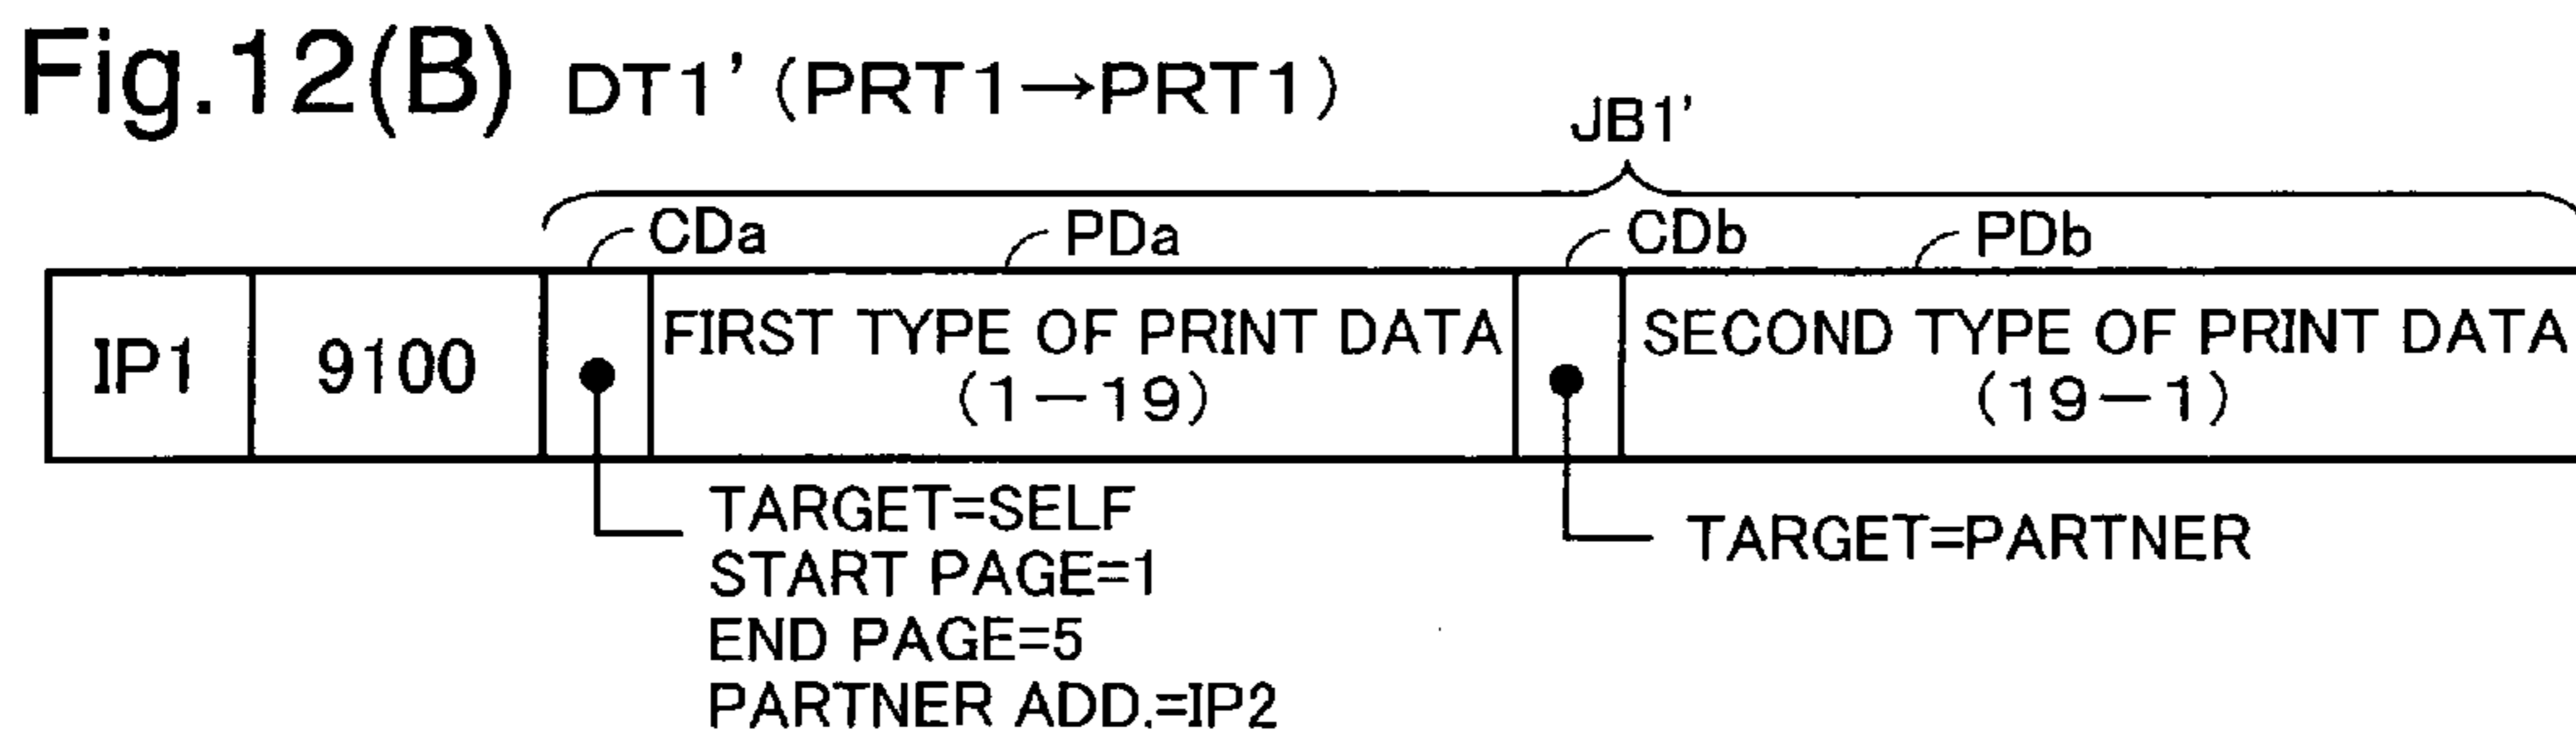 Fig.12(B) DT1' (PRT1→PRT1)
JB1'
CDa PDa CDb PDb
IP1 9100 FIRST TYPE OF PRINT DATA (1-19) SECOND TYPE OF PRINT DATA (19-1)
TARGET=SELF
START PAGE=1
END PAGE=5
PARTNER ADD.=IP2
TARGET=PARTNER